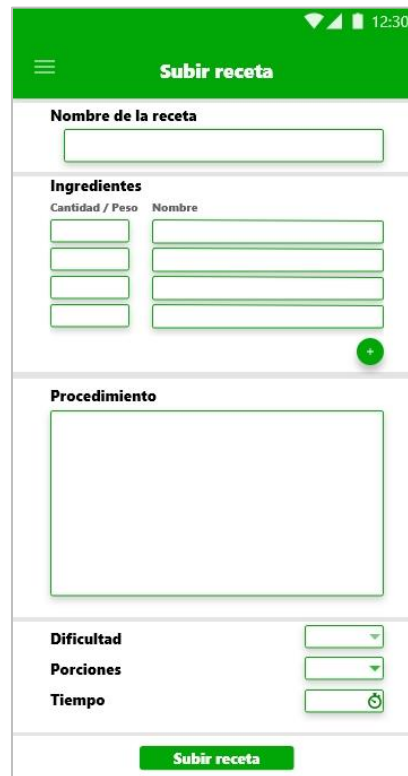 12:30
Subir receta
Nombre de la receta
Ingredientes
Cantidad / Peso Nombre
+
Procedimiento
Dificultad
Porciones
Tiempo
Subir receta